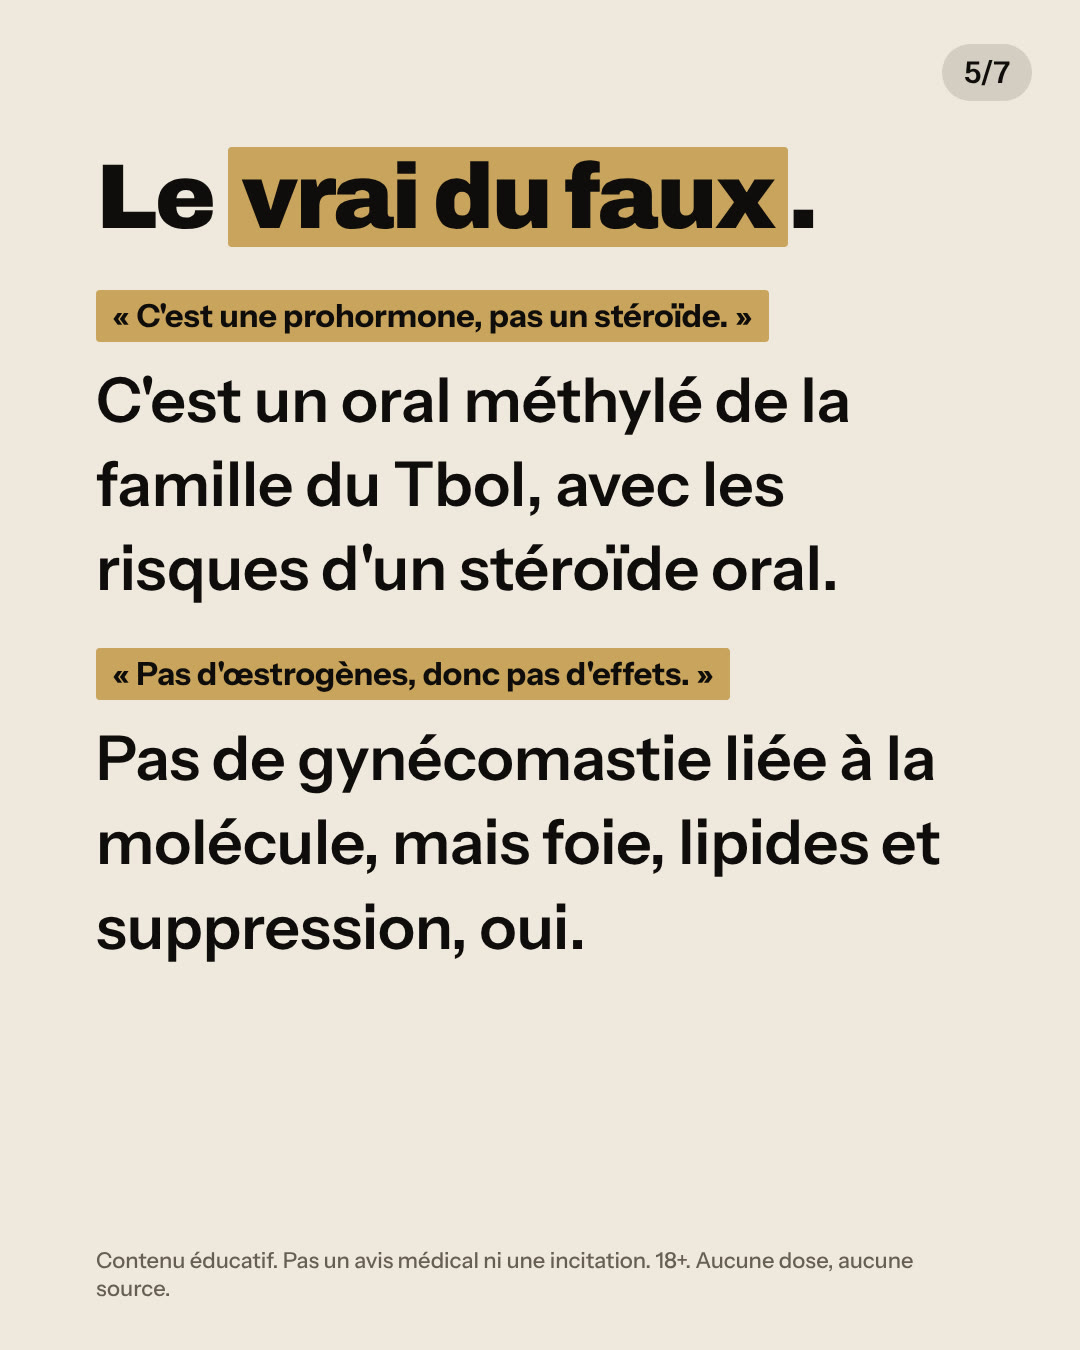 5/7
Le vrai du faux.
« C'est une prohormone, pas un stéroïde. »
C'est un oral méthylé de la
famille du Tbol, avec les
risques d'un stéroïde oral.
« Pas d'œstrogènes, donc pas d'effets. »
Pas de gynécomastie liée à la
molécule, mais foie, lipides et
suppression, oui.
Contenu éducatif. Pas un avis médical ni une incitation. 18+. Aucune dose, aucune
source.